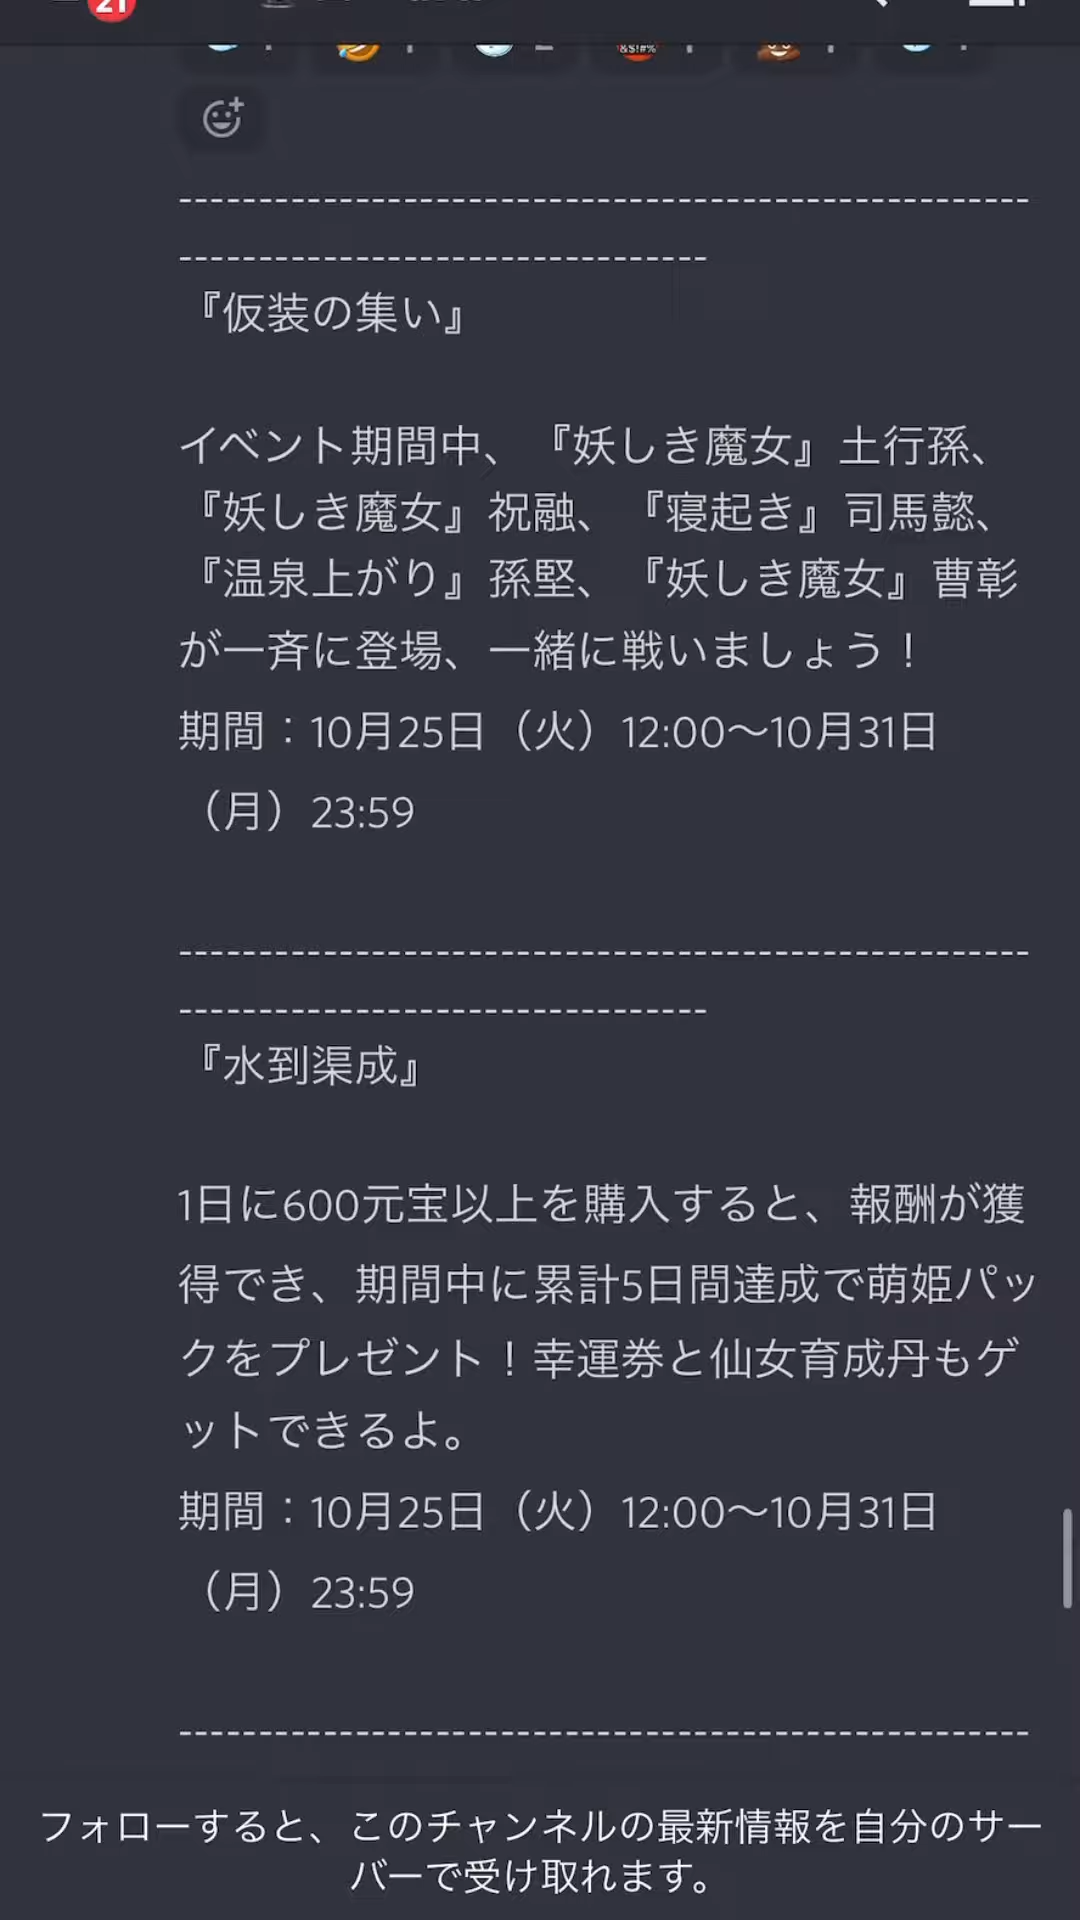 21
--------------------------------------------------------
-----------------------------------
『仮装の集い』
イベント期間中、『妖しき魔女』土行孫、
『妖しき魔女』祝融、『寝起き』司馬懿、
『温泉上がり』孫堅、『妖しき魔女』曹彰
が一斉に登場、一緒に戦いましょう！
期間：10月25日（火）12:00～10月31日
（月）23:59
--------------------------------------------------------
-----------------------------------
『水到渠成』
1日に600元宝以上を購入すると、報酬が獲
得でき、期間中に累計5日間達成で萌姫パッ
クをプレゼント！幸運券と仙女育成丹もゲ
ットできるよ。
期間：10月25日（火）12:00～10月31日
（月）23:59
--------------------------------------------------------
フォローすると、このチャンネルの最新情報を自分のサー
バーで受け取れます。